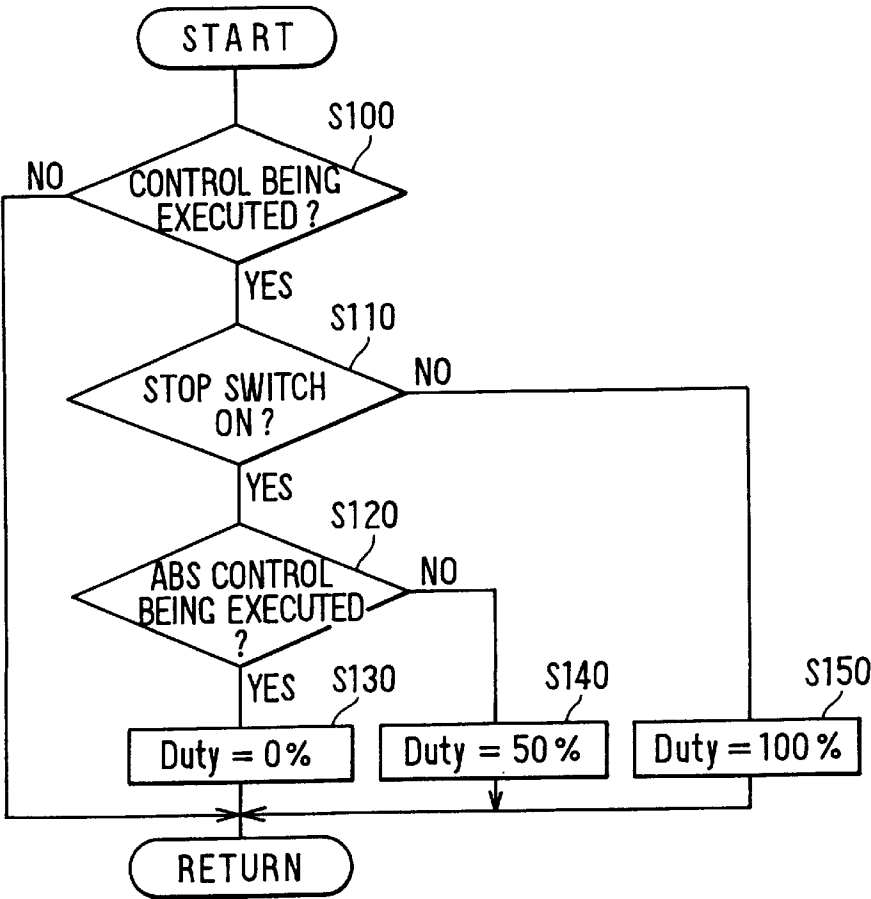 START
S100
NO
CONTROL BEING
EXECUTED ?
YES
S110
NO
STOP SWITCH
ON ?
YES
S120
NO
ABS CONTROL
BEING EXECUTED
?
YES
S130
S140
S150
Duty = 0%
Duty = 50%
Duty = 100%
RETURN